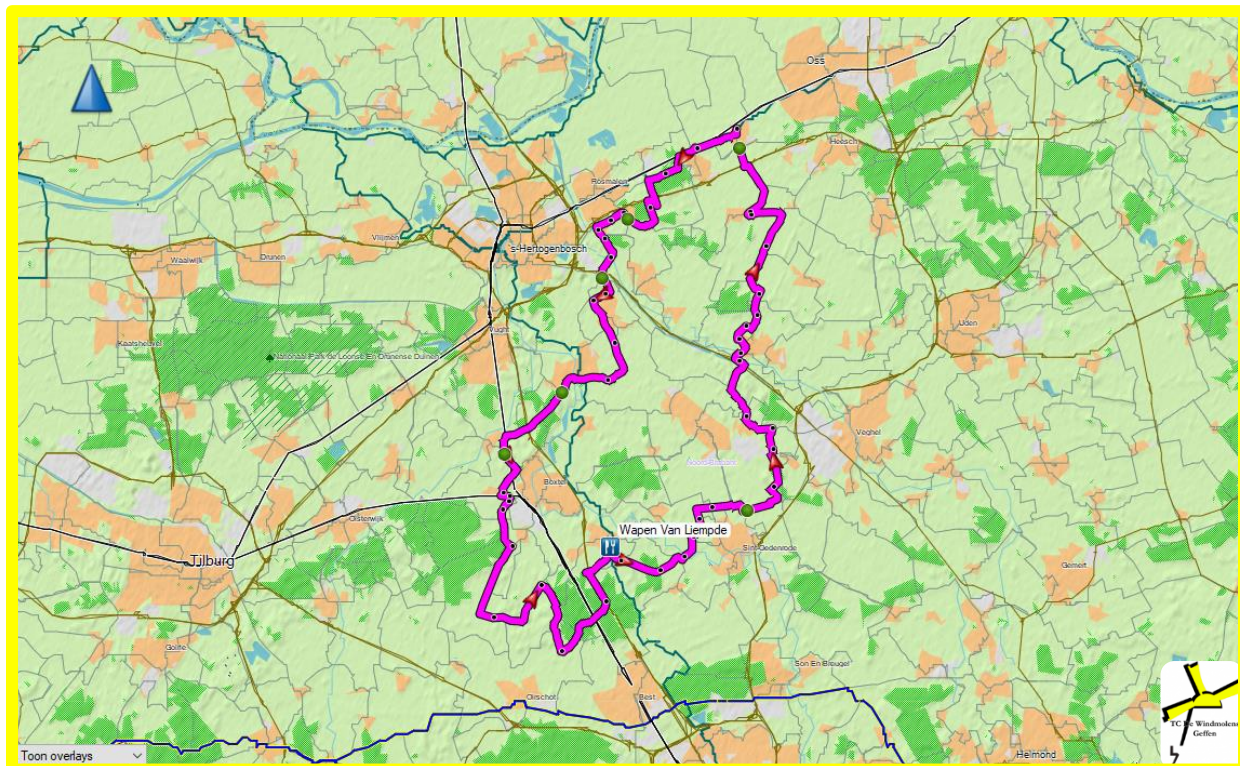 Oss
Heesch
Rosmalen
Vlijmen
's-Hertogenbosch
Waalwijk
Drunen
Uden
Vught
Kaatsheuvel
Nationaal Park de Loonse En Drunense Duinen
Veghel
Noord-Brabant
Boxtel
Oisterwijk
Wapen Van Liempde
Sint-Oedenrode
Tilburg
Gemert
Goirle
Son En Breugel
Oirschot
Best
TC De Windmolens
Geffen
Toon overlays
Helmond